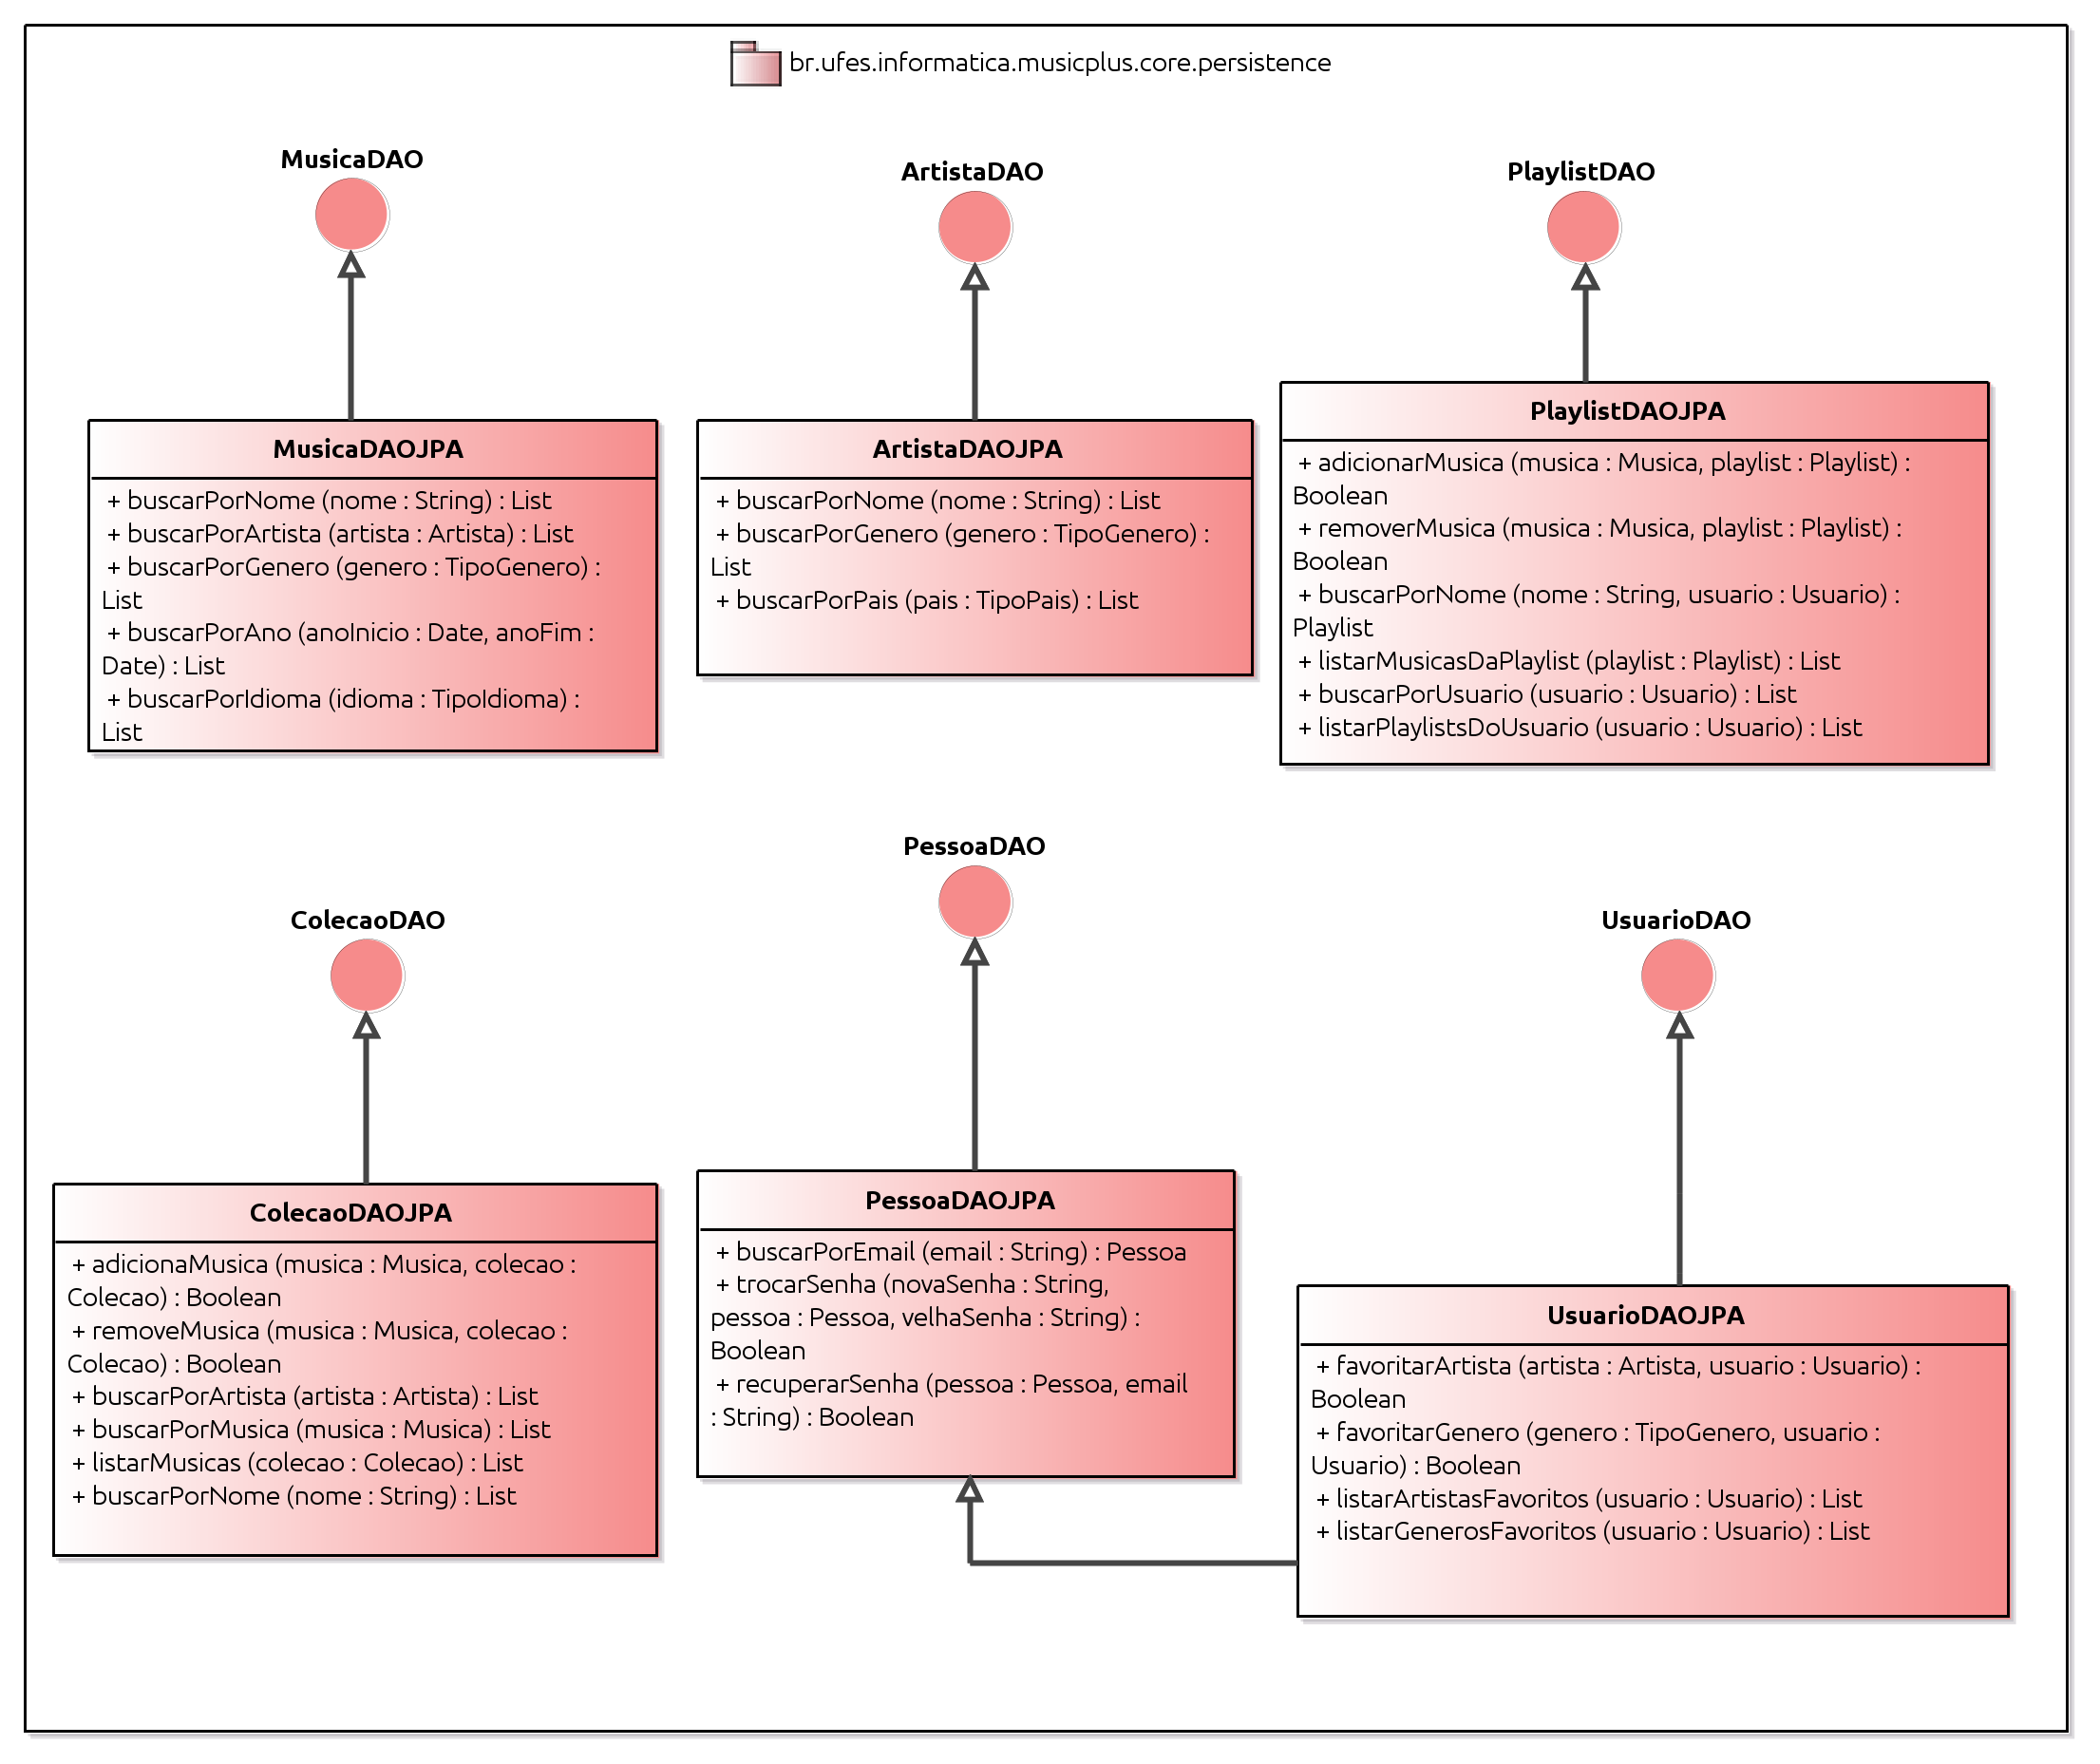 br.ufes.informatica.musicplus.core.persistence
MusicaDAO
ArtistaDAO
PlaylistDAO
MusicaDAOJPA
+ buscarPorNome (nome : String) : List
+ buscarPorArtista (artista : Artista) : List
+ buscarPorGenero (genero : TipoGenero) :
List
+ buscarPorAno (anoInicio : Date, anoFim :
Date) : List
+ buscarPorIdioma (idioma : TipoIdioma) :
List
ArtistaDAOJPA
+ buscarPorNome (nome : String) : List
+ buscarPorGenero (genero : TipoGenero) :
List
+ buscarPorPais (pais : TipoPais) : List
PlaylistDAOJPA
+ adicionarMusica (musica : Musica, playlist : Playlist) :
Boolean
+ removerMusica (musica : Musica, playlist : Playlist) :
Boolean
+ buscarPorNome (nome : String, usuario : Usuario) :
Playlist
+ listarMusicasDaPlaylist (playlist : Playlist) : List
+ buscarPorUsuario (usuario : Usuario) : List
+ listarPlaylistsDoUsuario (usuario : Usuario) : List
ColecaoDAO
PessoaDAO
UsuarioDAO
ColecaoDAOJPA
+ adicionaMusica (musica : Musica, colecao :
Colecao) : Boolean
+ removeMusica (musica : Musica, colecao :
Colecao) : Boolean
+ buscarPorArtista (artista : Artista) : List
+ buscarPorMusica (musica : Musica) : List
+ listarMusicas (colecao : Colecao) : List
+ buscarPorNome (nome : String) : List
PessoaDAOJPA
+ buscarPorEmail (email : String) : Pessoa
+ trocarSenha (novaSenha : String,
pessoa : Pessoa, velhaSenha : String) :
Boolean
+ recuperarSenha (pessoa : Pessoa, email
: String) : Boolean
UsuarioDAOJPA
+ favoritarArtista (artista : Artista, usuario : Usuario) :
Boolean
+ favoritarGenero (genero : TipoGenero, usuario :
Usuario) : Boolean
+ listarArtistasFavoritos (usuario : Usuario) : List
+ listarGenerosFavoritos (usuario : Usuario) : List